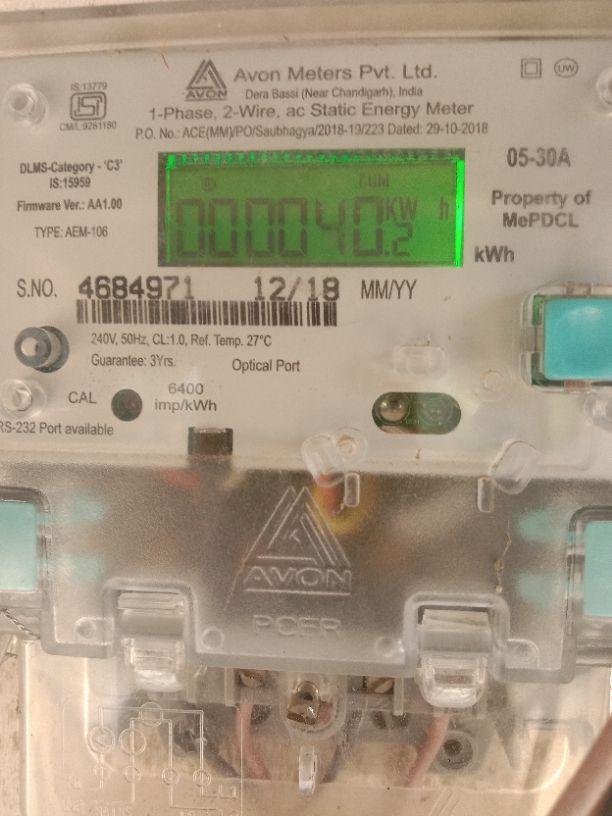 IS:13779
ISI
CM/L:9261180
AVON
Avon Meters Pvt. Ltd.
Dera Bassi (Near Chandigarh), India
1-Phase, 2-Wire, ac Static Energy Meter
P.O. No.: ACE(MM)/PO/Saubhagya/2018-19/223 Dated: 29-10-2018
UW
DLMS-Category - 'C3'
IS:15959
Firmware Ver.: AA1.00
TYPE: AEM-106
CUM
000040.2 KW h
05-30A
Property of
MePDCL
kWh
S.NO. 4684971 12/18 MM/YY
240V, 50Hz, CL:1.0, Ref. Temp. 27°C
Guarantee: 3Yrs. Optical Port
CAL 6400
imp/kWh
RS-232 Port available
AVON